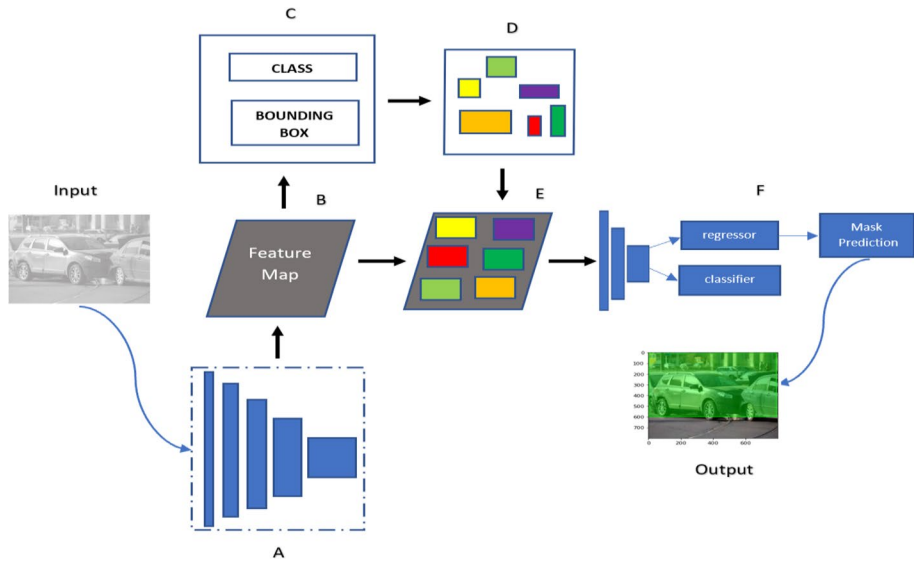 C
CLASS
BOUNDING
BOX
D
Input
B
Feature
Map
E
F
regressor
classifier
Mask
Prediction
0
100
200
300
400
500
600
700
0
200
400
600
Output
A